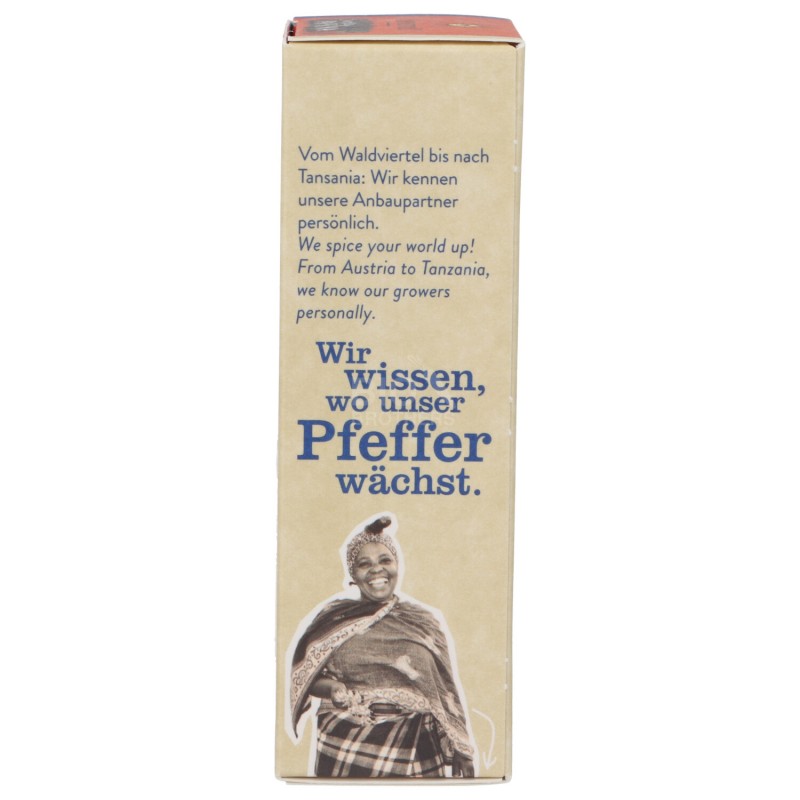 Vom Waldviertel bis nach
Tansania: Wir kennen
unsere Anbaupartner
persönlich.
We spice your world up!
From Austria to Tanzania,
we know our growers
personally.
Wir
wissen,
wo unser
BROTHERS
Pfeffer
wächst.